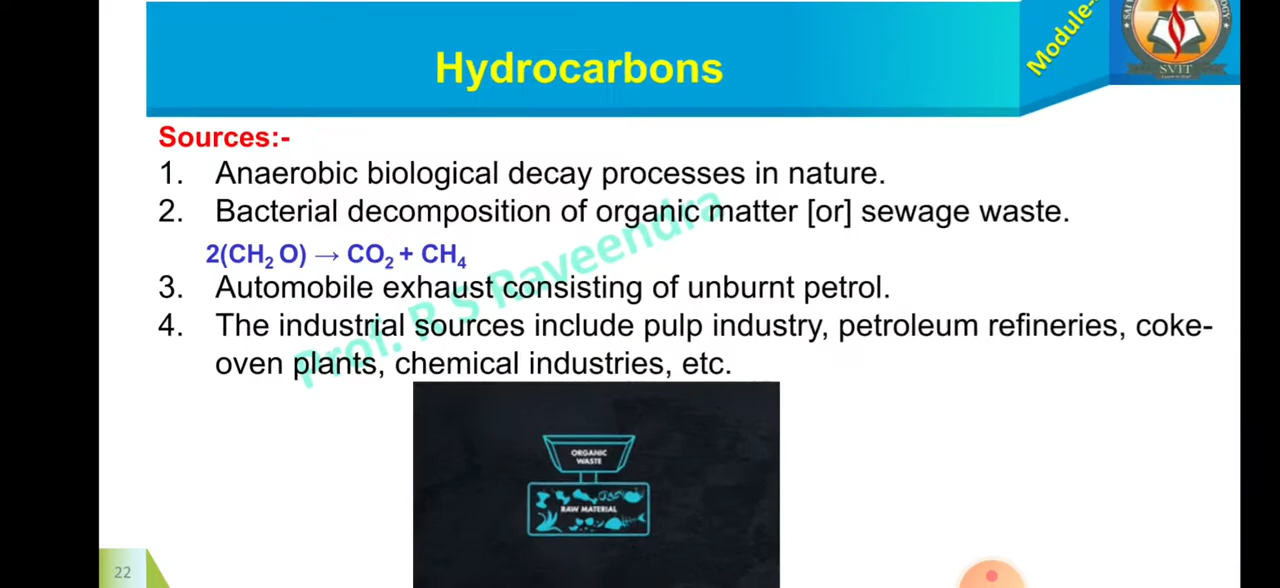 Module-
SVIT
Hydrocarbons
Sources:-
1. Anaerobic biological decay processes in nature.
2. Bacterial decomposition of organic matter [or] sewage waste.
2(CH₂ O) → CO₂ + CH₄
3. Automobile exhaust consisting of unburnt petrol.
4. The industrial sources include pulp industry, petroleum refineries, coke-
oven plants, chemical industries, etc.
Prof. R S Raveendra
ORGANIC
WASTE
RAW MATERIAL
22